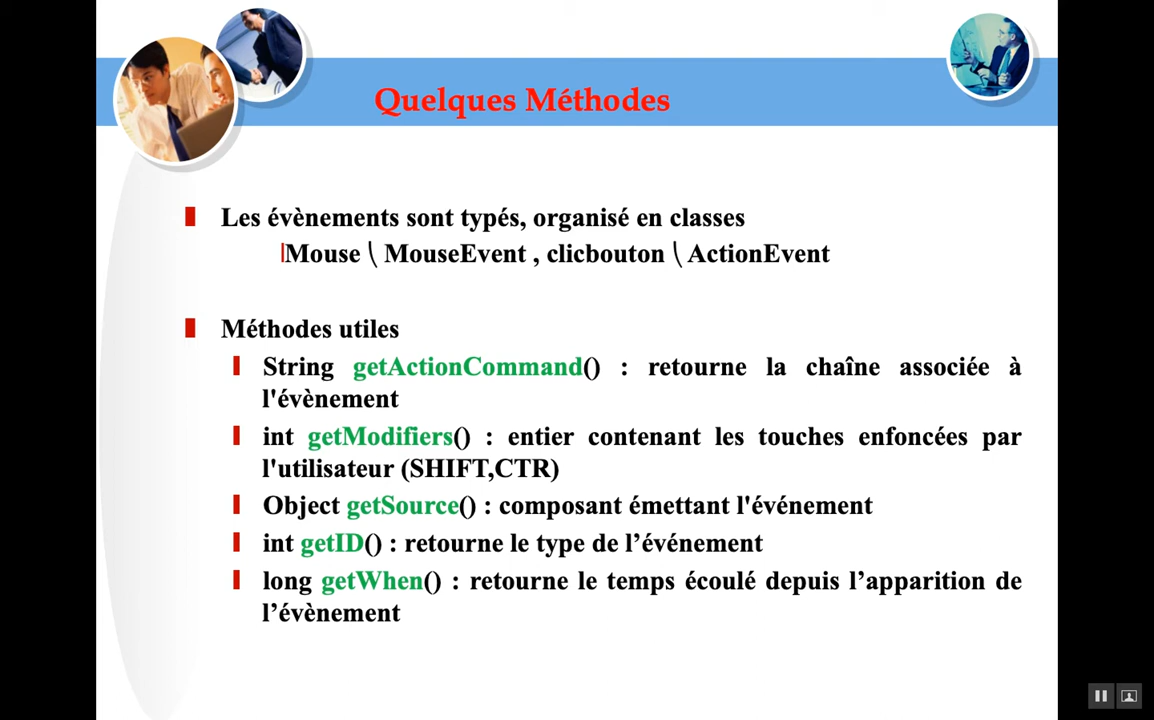 Quelques Méthodes
Les évènements sont typés, organisé en classes
Mouse \ MouseEvent , clicbouton \ ActionEvent
Méthodes utiles
String getActionCommand() : retourne la chaîne associée à
l'évènement
int getModifiers() : entier contenant les touches enfoncées par
l'utilisateur (SHIFT,CTR)
Object getSource() : composant émettant l'événement
int getID() : retourne le type de l’événement
long getWhen() : retourne le temps écoulé depuis l’apparition de
l’évènement